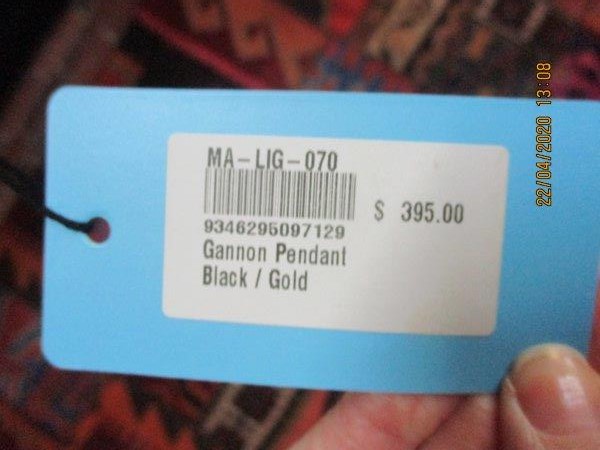 MA-LIG-070
9346295097129
$ 395.00
Gannon Pendant
Black / Gold
22/04/2020 13:08